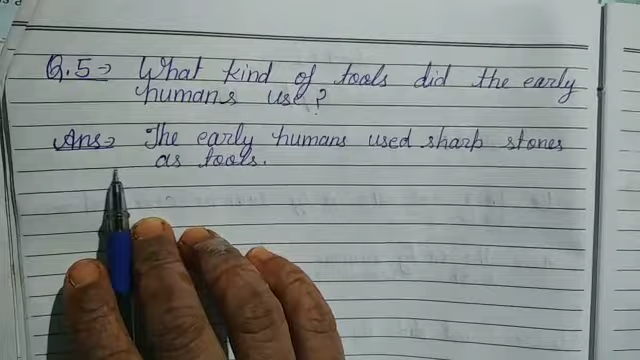 Q.5→ What kind of tools did the early
humans use?
Ans→ The early humans used sharp stones
as tools.